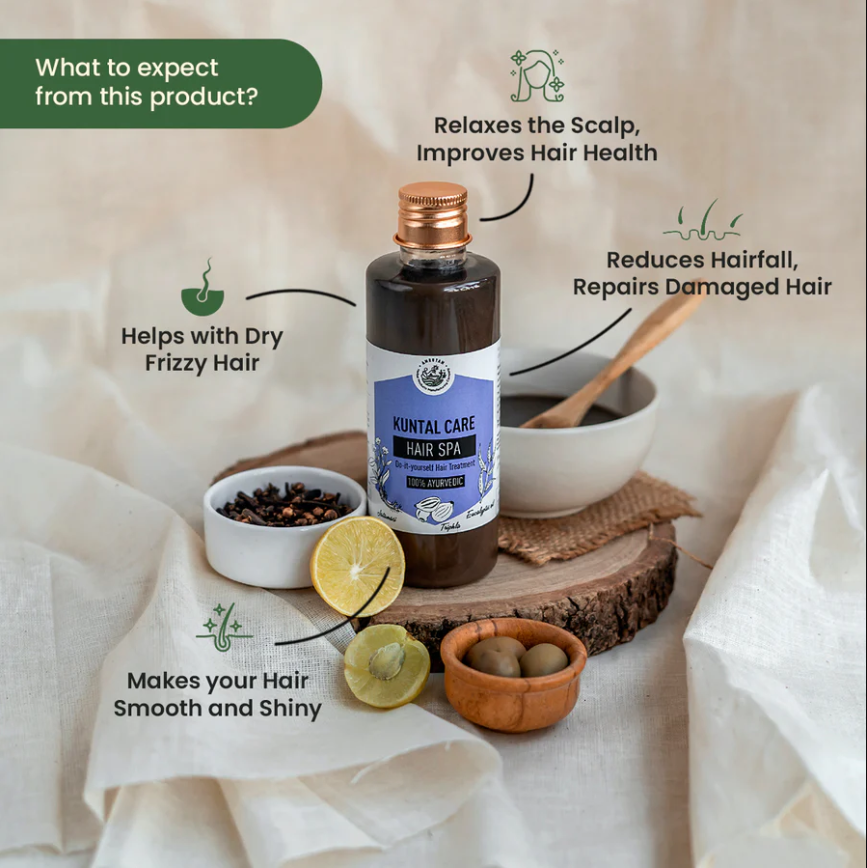 What to expect
from this product?
Relaxes the Scalp,
Improves Hair Health
Reduces Hairfall,
Repairs Damaged Hair
Helps with Dry
Frizzy Hair
KUNTAL CARE
HAIR SPA
Do-it-yourself Hair Treatment
100% AYURVEDIC
Triphla
Makes your Hair
Smooth and Shiny